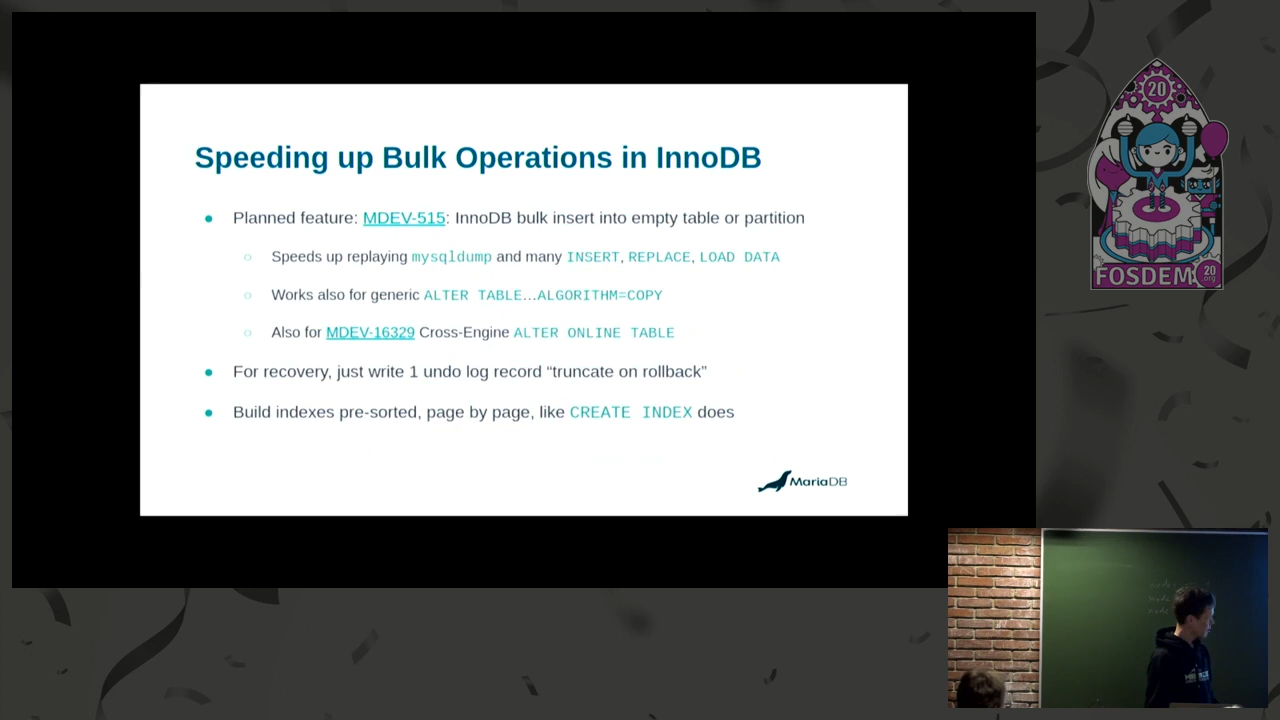 Speeding up Bulk Operations in InnoDB
● Planned feature: MDEV-515: InnoDB bulk insert into empty table or partition
○ Speeds up replaying mysqldump and many INSERT, REPLACE, LOAD DATA
○ Works also for generic ALTER TABLE…ALGORITHM=COPY
○ Also for MDEV-16329 Cross-Engine ALTER ONLINE TABLE
● For recovery, just write 1 undo log record “truncate on rollback”
● Build indexes pre-sorted, page by page, like CREATE INDEX does
MariaDB
20
FOSDEM
20
.org